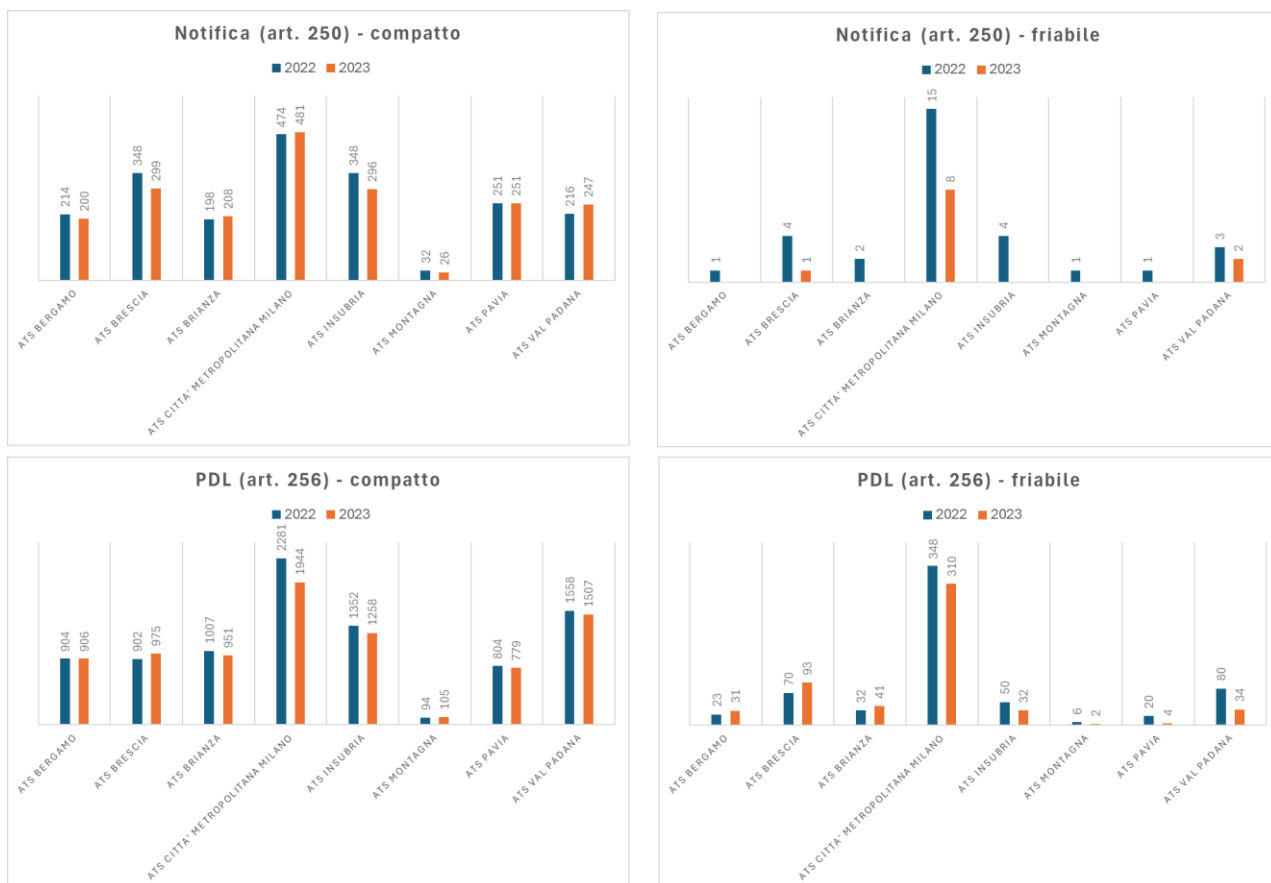 Notifica (art. 250) - compatto
2022 2023
214 200 348 299 198 208 474 481 348 296 32 26 251 251 216 247
ATS BERGAMO
ATS BRESCIA
ATS BRIANZA
ATS CITTA' METROPOLITANA MILANO
ATS INSUBRIA
ATS MONTAGNA
ATS PAVIA
ATS VAL PADANA
Notifica (art. 250) - friabile
2022 2023
1 4 1 2 15 8 4 1 1 3 2
ATS BERGAMO
ATS BRESCIA
ATS BRIANZA
ATS CITTA' METROPOLITANA MILANO
ATS INSUBRIA
ATS MONTAGNA
ATS PAVIA
ATS VAL PADANA
PDL (art. 256) - compatto
2022 2023
904 906 902 975 1007 951 2281 1944 1352 1258 94 105 804 779 1558 1507
ATS BERGAMO
ATS BRESCIA
ATS BRIANZA
ATS CITTA' METROPOLITANA MILANO
ATS INSUBRIA
ATS MONTAGNA
ATS PAVIA
ATS VAL PADANA
PDL (art. 256) - friabile
2022 2023
23 31 70 93 32 41 348 310 50 32 6 2 20 4 80 34
ATS BERGAMO
ATS BRESCIA
ATS BRIANZA
ATS CITTA' METROPOLITANA MILANO
ATS INSUBRIA
ATS MONTAGNA
ATS PAVIA
ATS VAL PADANA